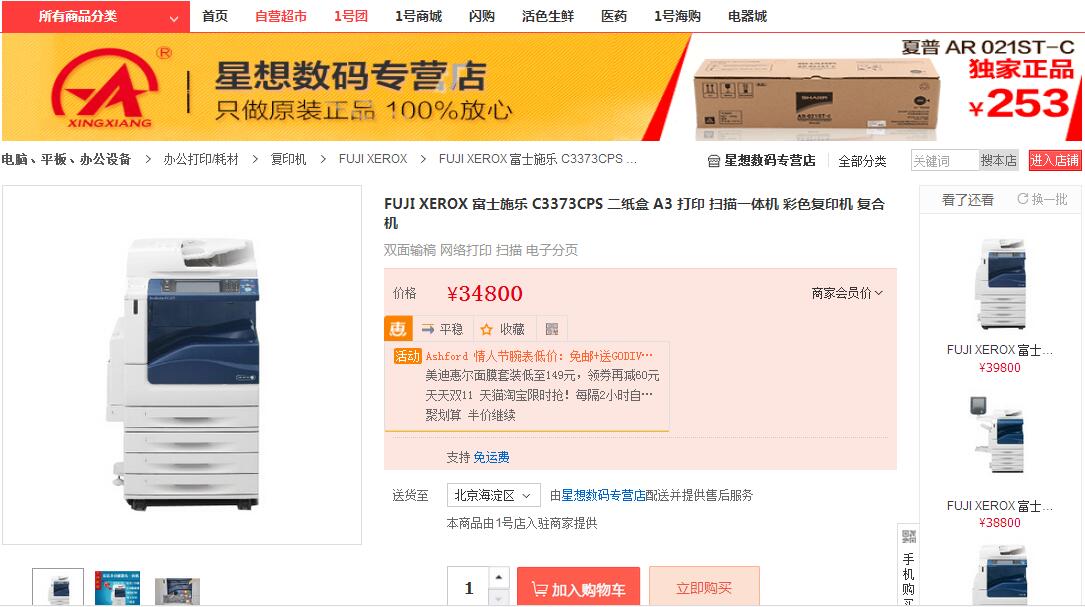 所有商品分类 首页 自营超市 1号团 1号商城 闪购 活色生鲜 医药 1号海购 电器城
XINGXIANG
®
星想数码专营店
只做原装正品 100%放心
SHARP
AR-021ST-C
夏普 AR 021ST-C
独家正品
¥253
电脑、平板、办公设备 > 办公打印/耗材 > 复印机 > FUJI XEROX > FUJI XEROX 富士施乐 C3373CPS ...
星想数码专营店 全部分类 关键词 搜本店 进入店铺
FUJI XEROX 富士施乐 C3373CPS 二纸盒 A3 打印 扫描一体机 彩色复印机 复合
机
双面输稿 网络打印 扫描 电子分页
价格 ¥34800 商家会员价
惠 平稳 收藏
活动 Ashford 情人节腕表低价：免邮+送GODIV…
美迪惠尔面膜套装低至149元，领券再减60元
天天双11 天猫淘宝限时抢！每隔2小时自…
聚划算 半价继续
支持 免运费
送货至 北京海淀区 由星想数码专营店配送并提供售后服务
本商品由1号店入驻商家提供
1 加入购物车 立即购买
看了还看 换一批
FUJI XEROX 富士...
¥39800
FUJI XEROX 富士...
¥38800
手机购买